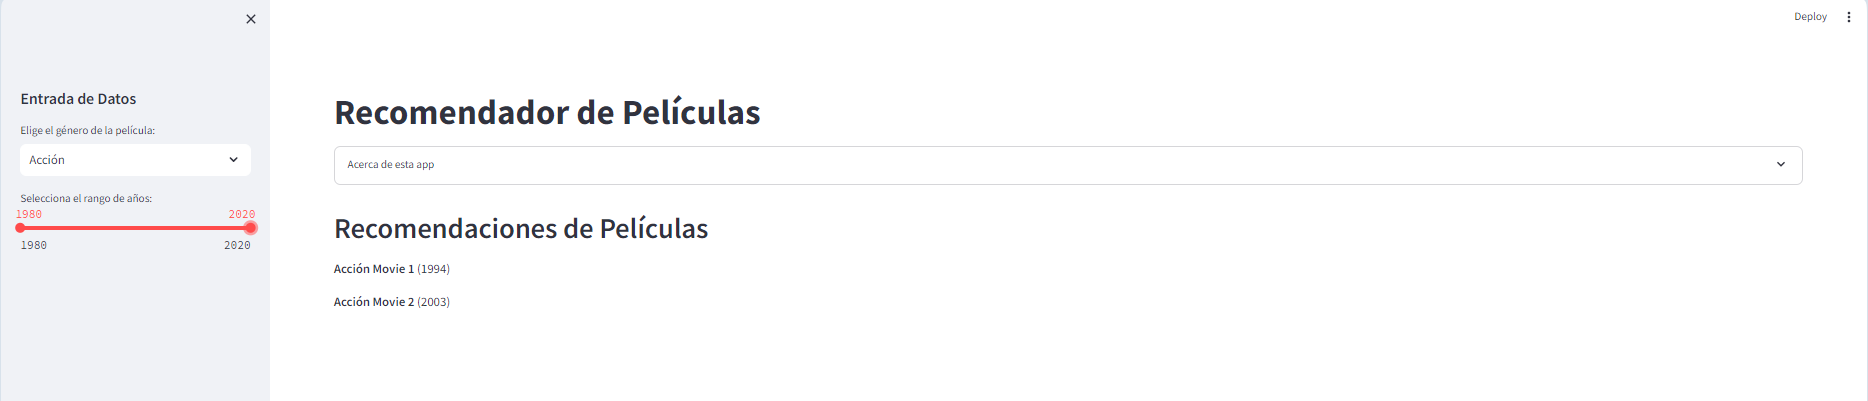 Deploy
Entrada de Datos
Elige el género de la película:
Acción
Selecciona el rango de años:
1980 2020
1980 2020
Recomendador de Películas
Acerca de esta app
Recomendaciones de Películas
Acción Movie 1 (1994)
Acción Movie 2 (2003)